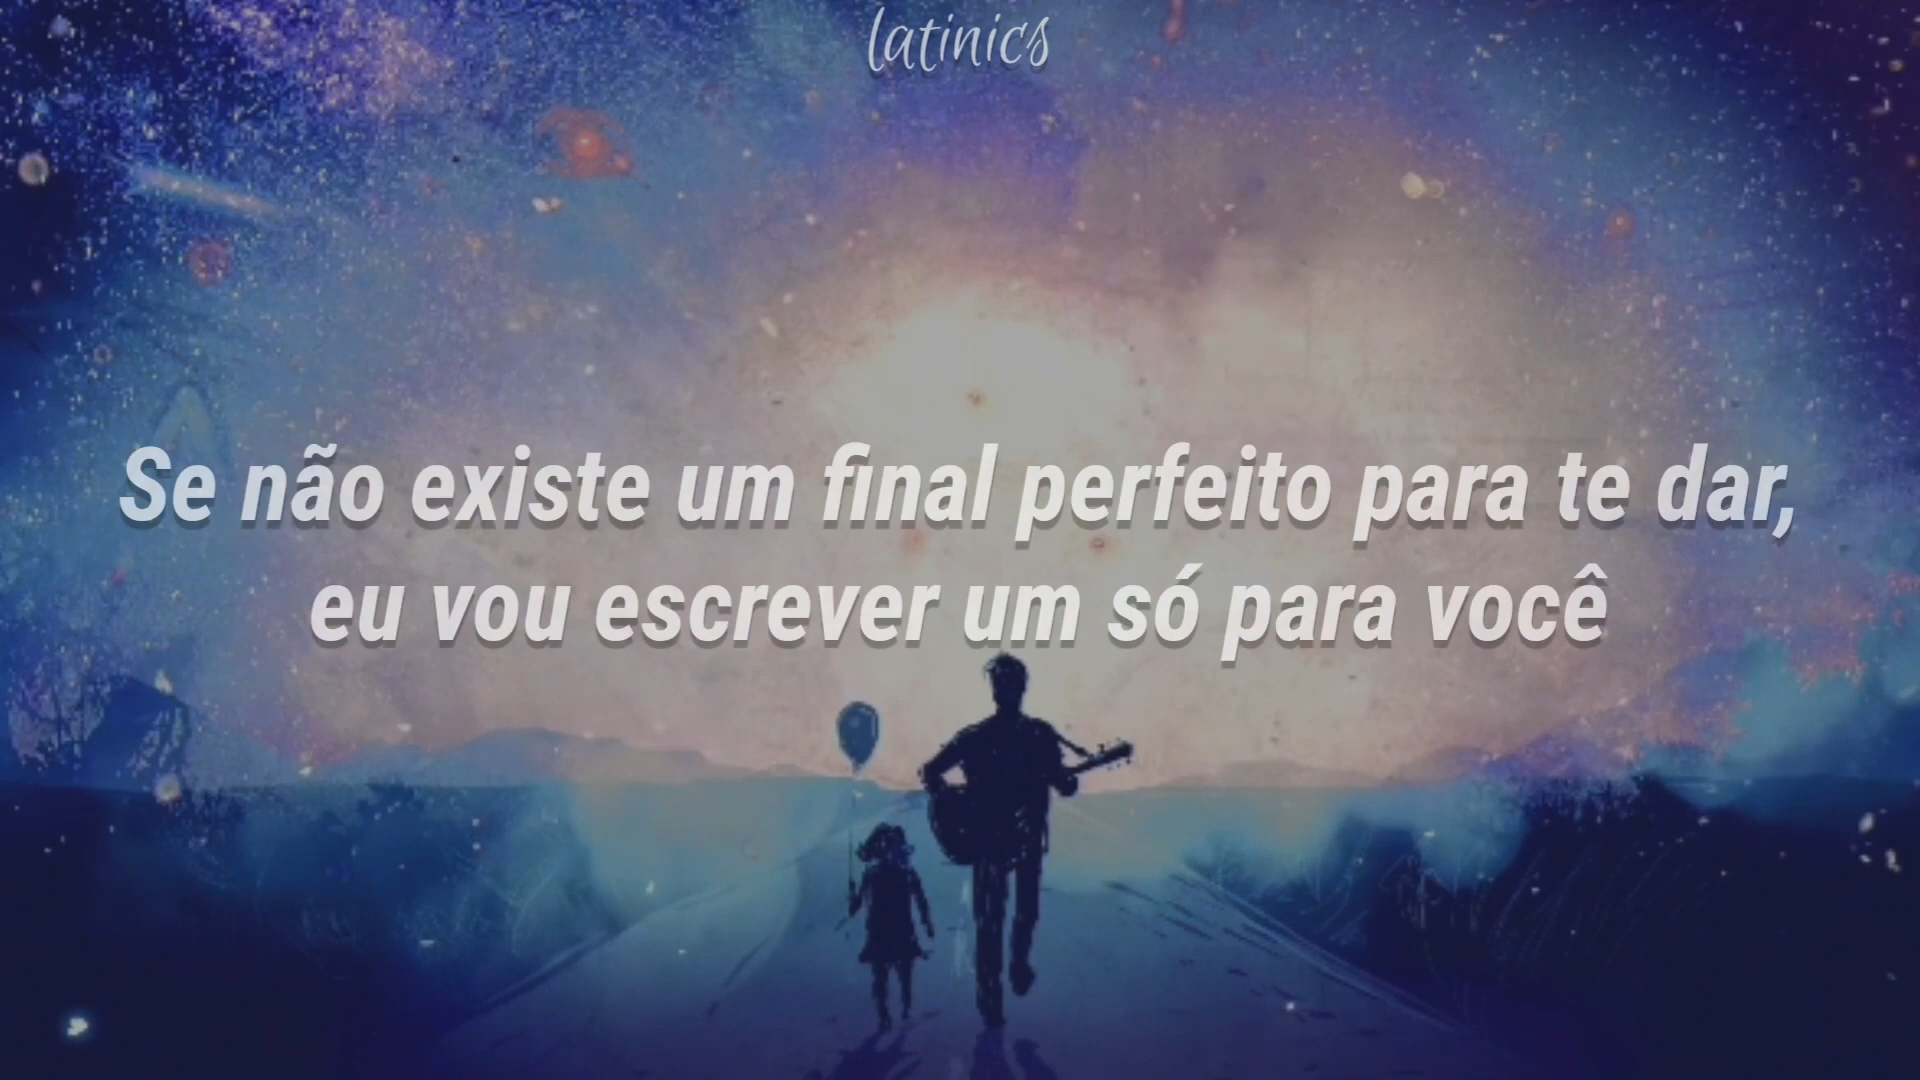 latinics
Se não existe um final perfeito para te dar,
eu vou escrever um só para você